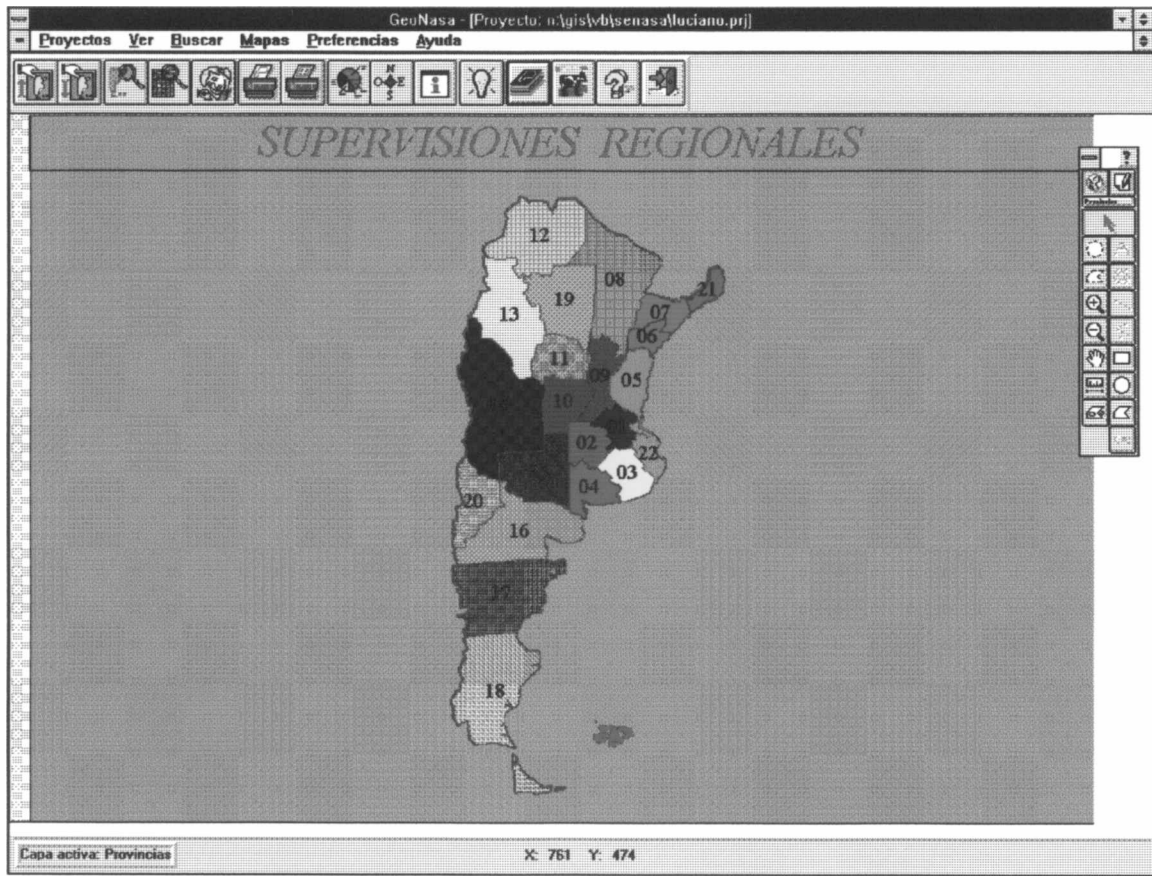 GeoNasa - [Proyecto: n:\gis\vb\senasa\luciano.prj]
Proyectos Ver Buscar Mapas Preferencias Ayuda
N
O E
S
SUPERVISIONES REGIONALES
12
08
21
19
13
07
06
11
05
09
10
02
22
03
04
20
16
17
18
Capa activa: Provincias
X: 761 Y: 474